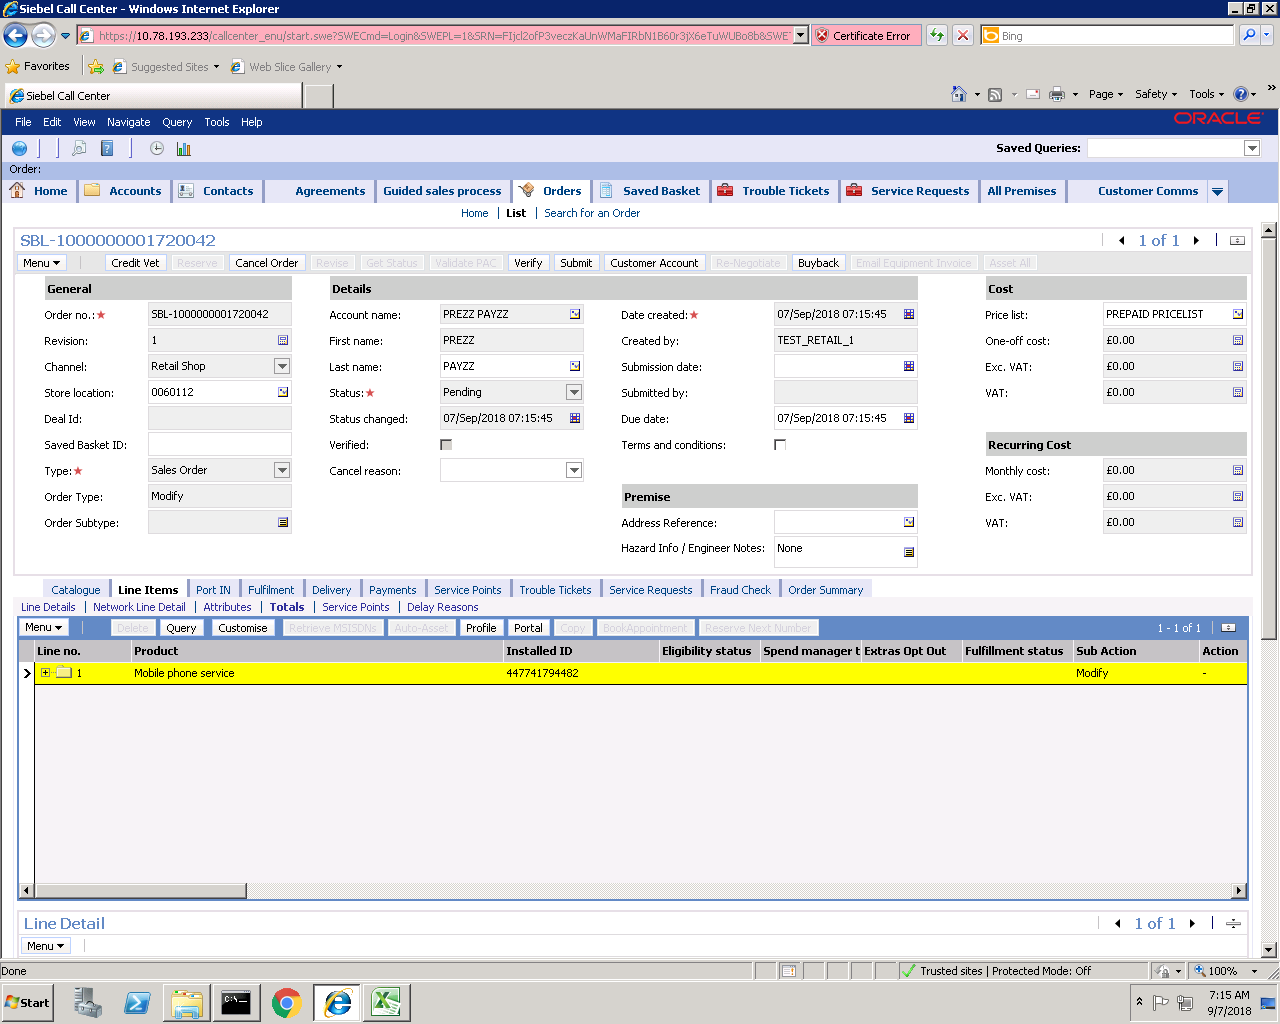 Siebel Call Center - Windows Internet Explorer
https://10.78.193.233/callcenter_enu/start.swe?SWECmd=Login&SWEPL=1&SRN= Certificate Error Bing
Favorites Suggested Sites Web Slice Gallery
Siebel Call Center Page Safety Tools
File Edit View Navigate Query Tools Help ORACLE
Saved Queries:
Order:
Home Accounts Contacts Agreements Guided sales process Orders Saved Basket Trouble Tickets Service Requests All Premises Customer Comms
Home List Search for an Order
SBL-1000000001720042 1 of 1
Menu Credit Vet Reserve Cancel Order Revise Get Status Validate PAC Verify Submit Customer Account Re-Negotiate Buyback Email Equipment Invoice Asset All
General Details Cost
Order no.:★ SBL-1000000001720042 Account name: PREZZ PAYZZ Date created:★ 07/Sep/2018 07:15:45 Price list: PREPAID PRICELIST
Revision: 1 First name: PREZZ Created by: TEST_RETAIL_1 One-off cost: £0.00
Channel: Retail Shop Last name: PAYZZ Submission date: Exc. VAT: £0.00
Store location: 0060112 Status:★ Pending Submitted by: VAT: £0.00
Deal Id: Status changed: 07/Sep/2018 07:15:45 Due date: 07/Sep/2018 07:15:45
Saved Basket ID: Verified: Terms and conditions: Recurring Cost
Type:★ Sales Order Cancel reason: Monthly cost: £0.00
Order Type: Modify Premise Exc. VAT: £0.00
Order Subtype: Address Reference: VAT: £0.00
Hazard Info / Engineer Notes: None
Catalogue Line Items Port IN Fulfilment Delivery Payments Service Points Trouble Tickets Service Requests Fraud Check Order Summary
Line Details Network Line Detail Attributes Totals Service Points Delay Reasons
Menu Delete Query Customise Retrieve MSISDNs Auto-Asset Profile Portal Copy BookAppointment Reserve Next Number 1 - 1 of 1
Line no. Product Installed ID Eligibility status Spend manager t Extras Opt Out Fulfillment status Sub Action Action
1 Mobile phone service 447741794482 Modify -
Line Detail 1 of 1
Menu
Done Trusted sites | Protected Mode: Off 100%
Start 7:15 AM
9/7/2018